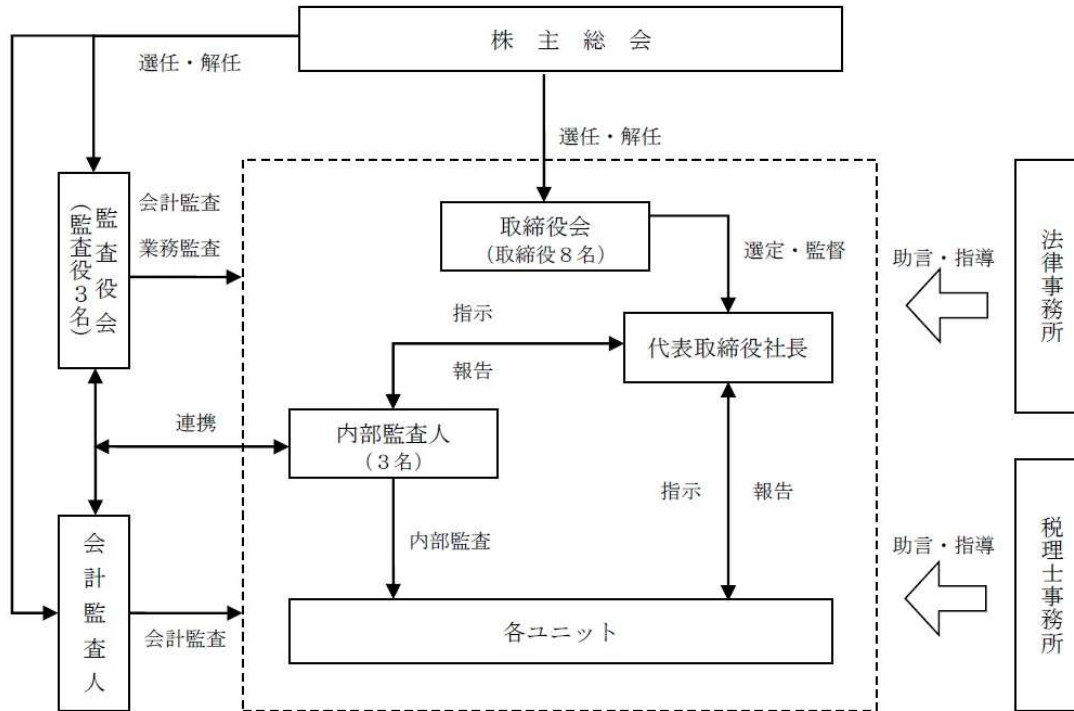 株 主 総 会
選任・解任
選任・解任
監査役会
(監査役3名)
会計監査
業務監査
取締役会
(取締役8名)
選定・監督
助言・指導
法律事務所
指示
代表取締役社長
報告
連携
内部監査人
(3名)
指示
報告
内部監査
助言・指導
税理士事務所
会計監査人
会計監査
各ユニット